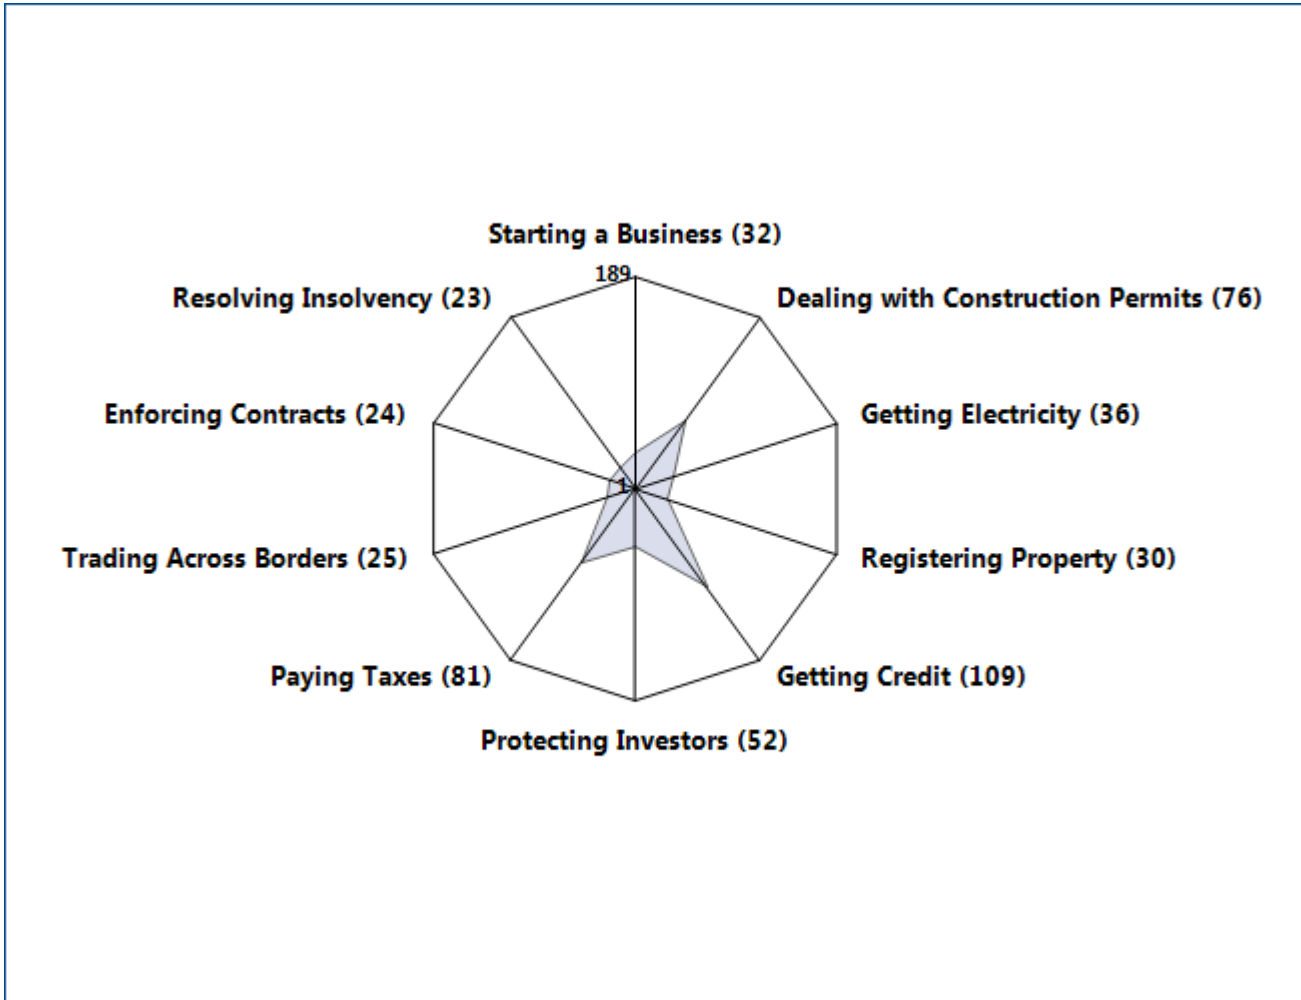 Starting a Business (32)
189
Resolving Insolvency (23)
Dealing with Construction Permits (76)
Enforcing Contracts (24)
Getting Electricity (36)
1
Trading Across Borders (25)
Registering Property (30)
Paying Taxes (81)
Getting Credit (109)
Protecting Investors (52)